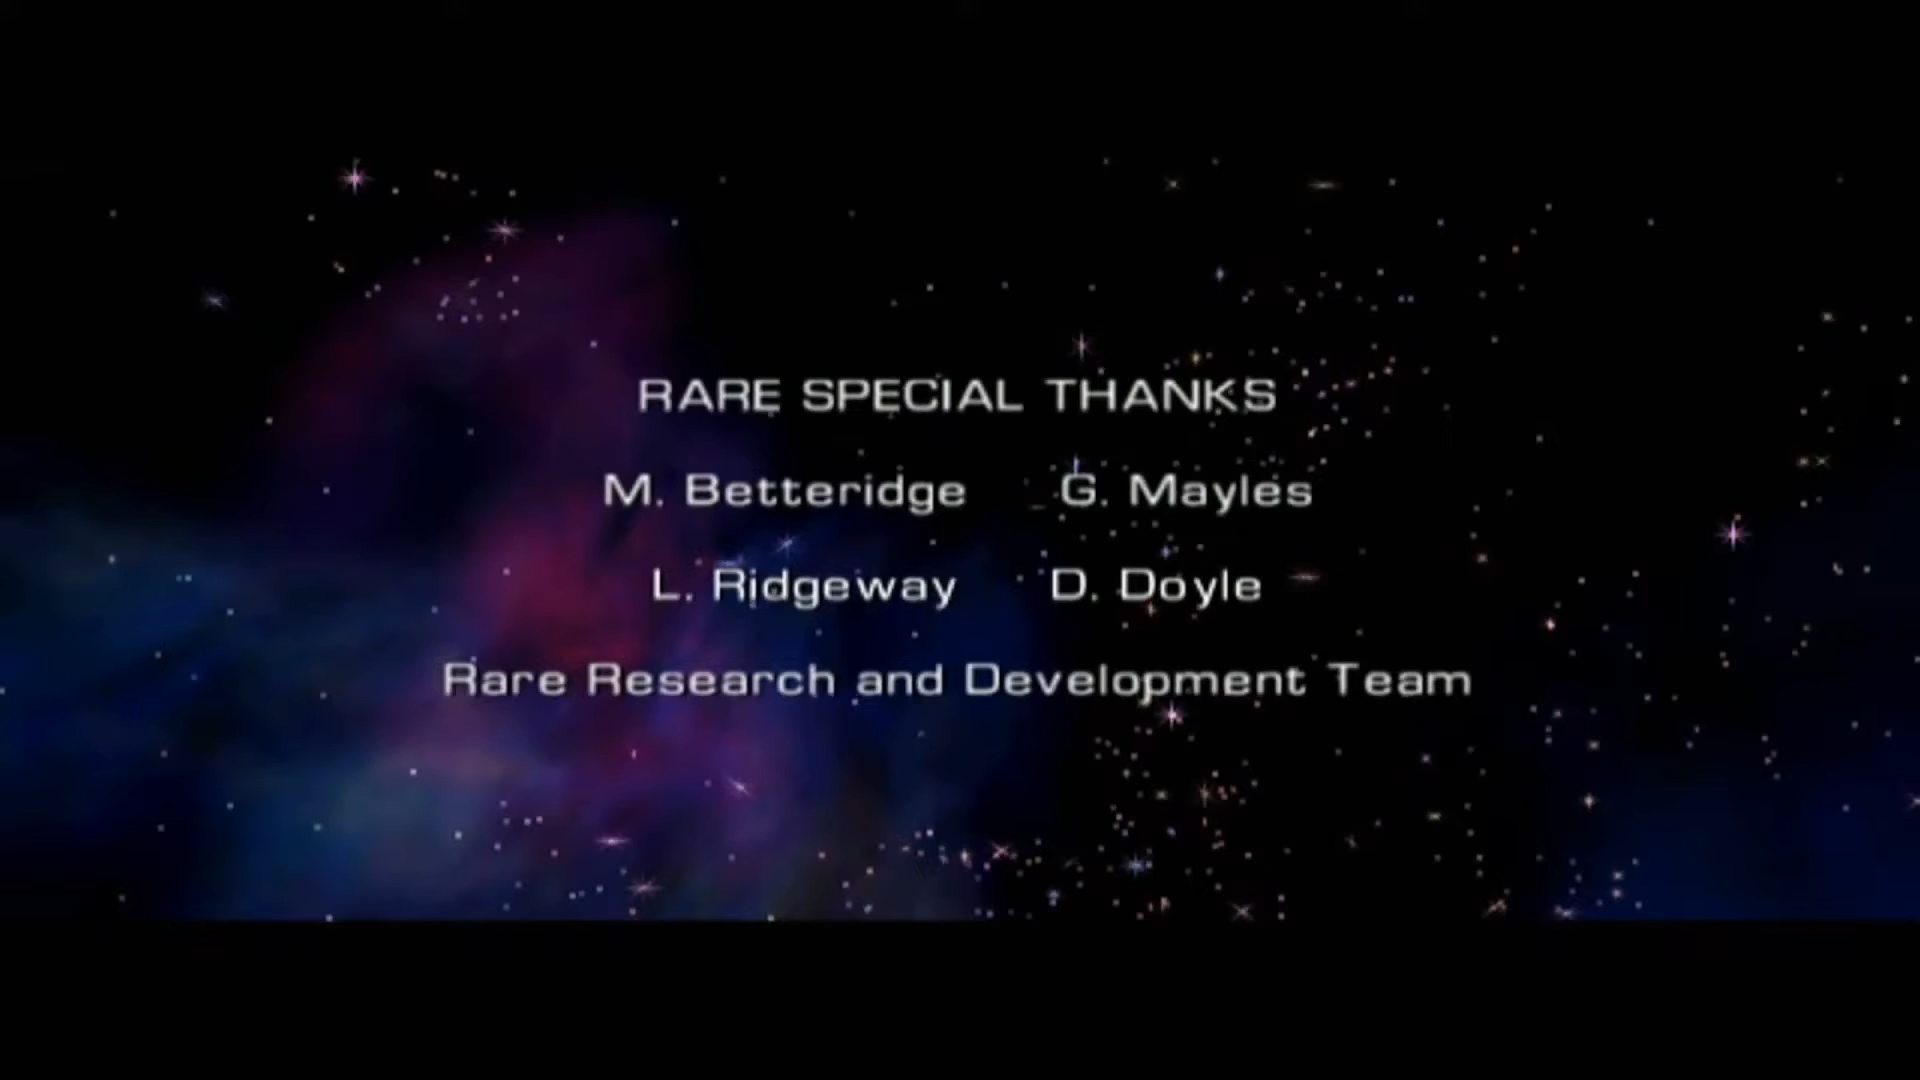 RARE SPECIAL THANKS
M. Betteridge G. Mayles
L. Ridgeway D. Doyle
Rare Research and Development Team